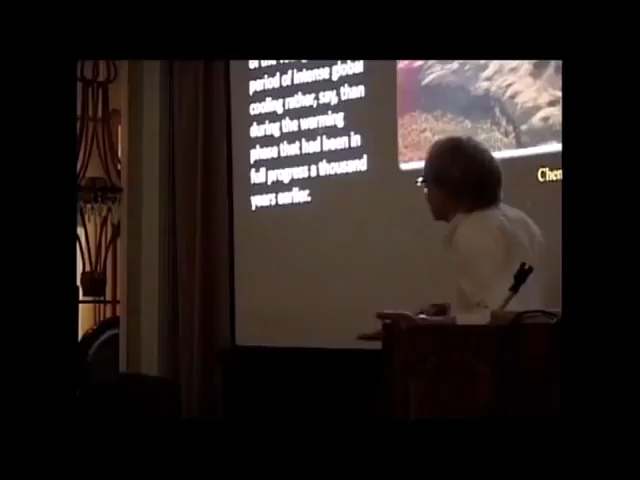 period of intense global
cooling rather, say, than
during the warming
phase that had been in
full progress a thousand
years earlier.
Chen